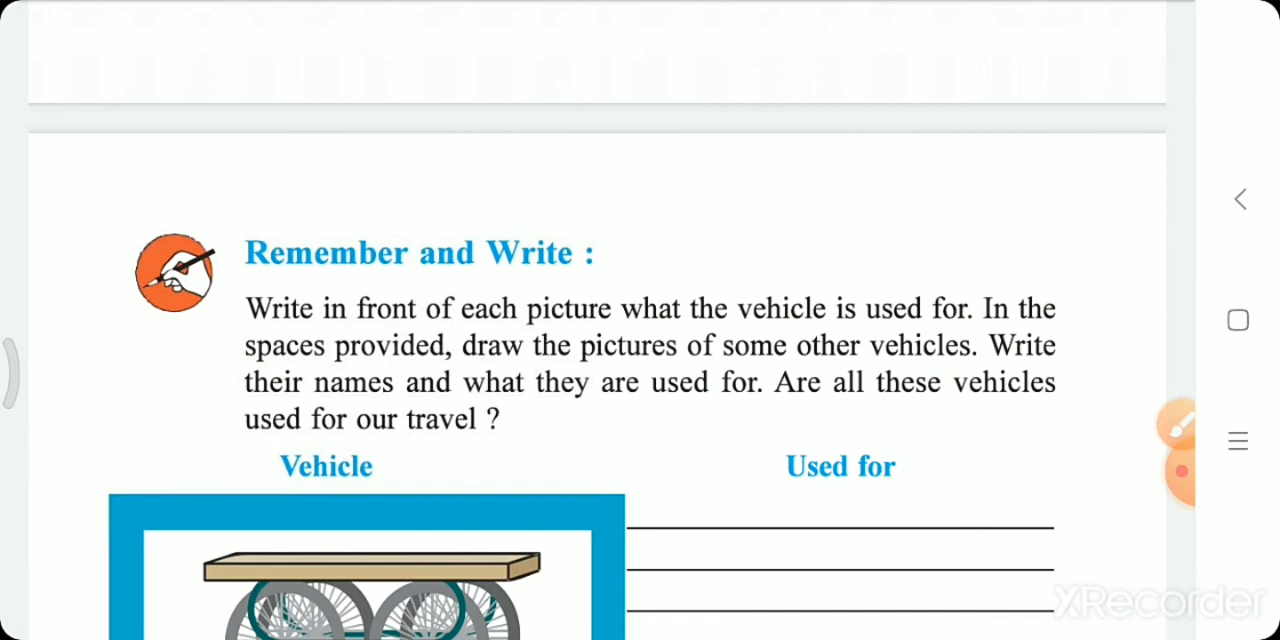 Remember and Write :
Write in front of each picture what the vehicle is used for. In the
spaces provided, draw the pictures of some other vehicles. Write
their names and what they are used for. Are all these vehicles
used for our travel ?
Vehicle Used for
XRecorder